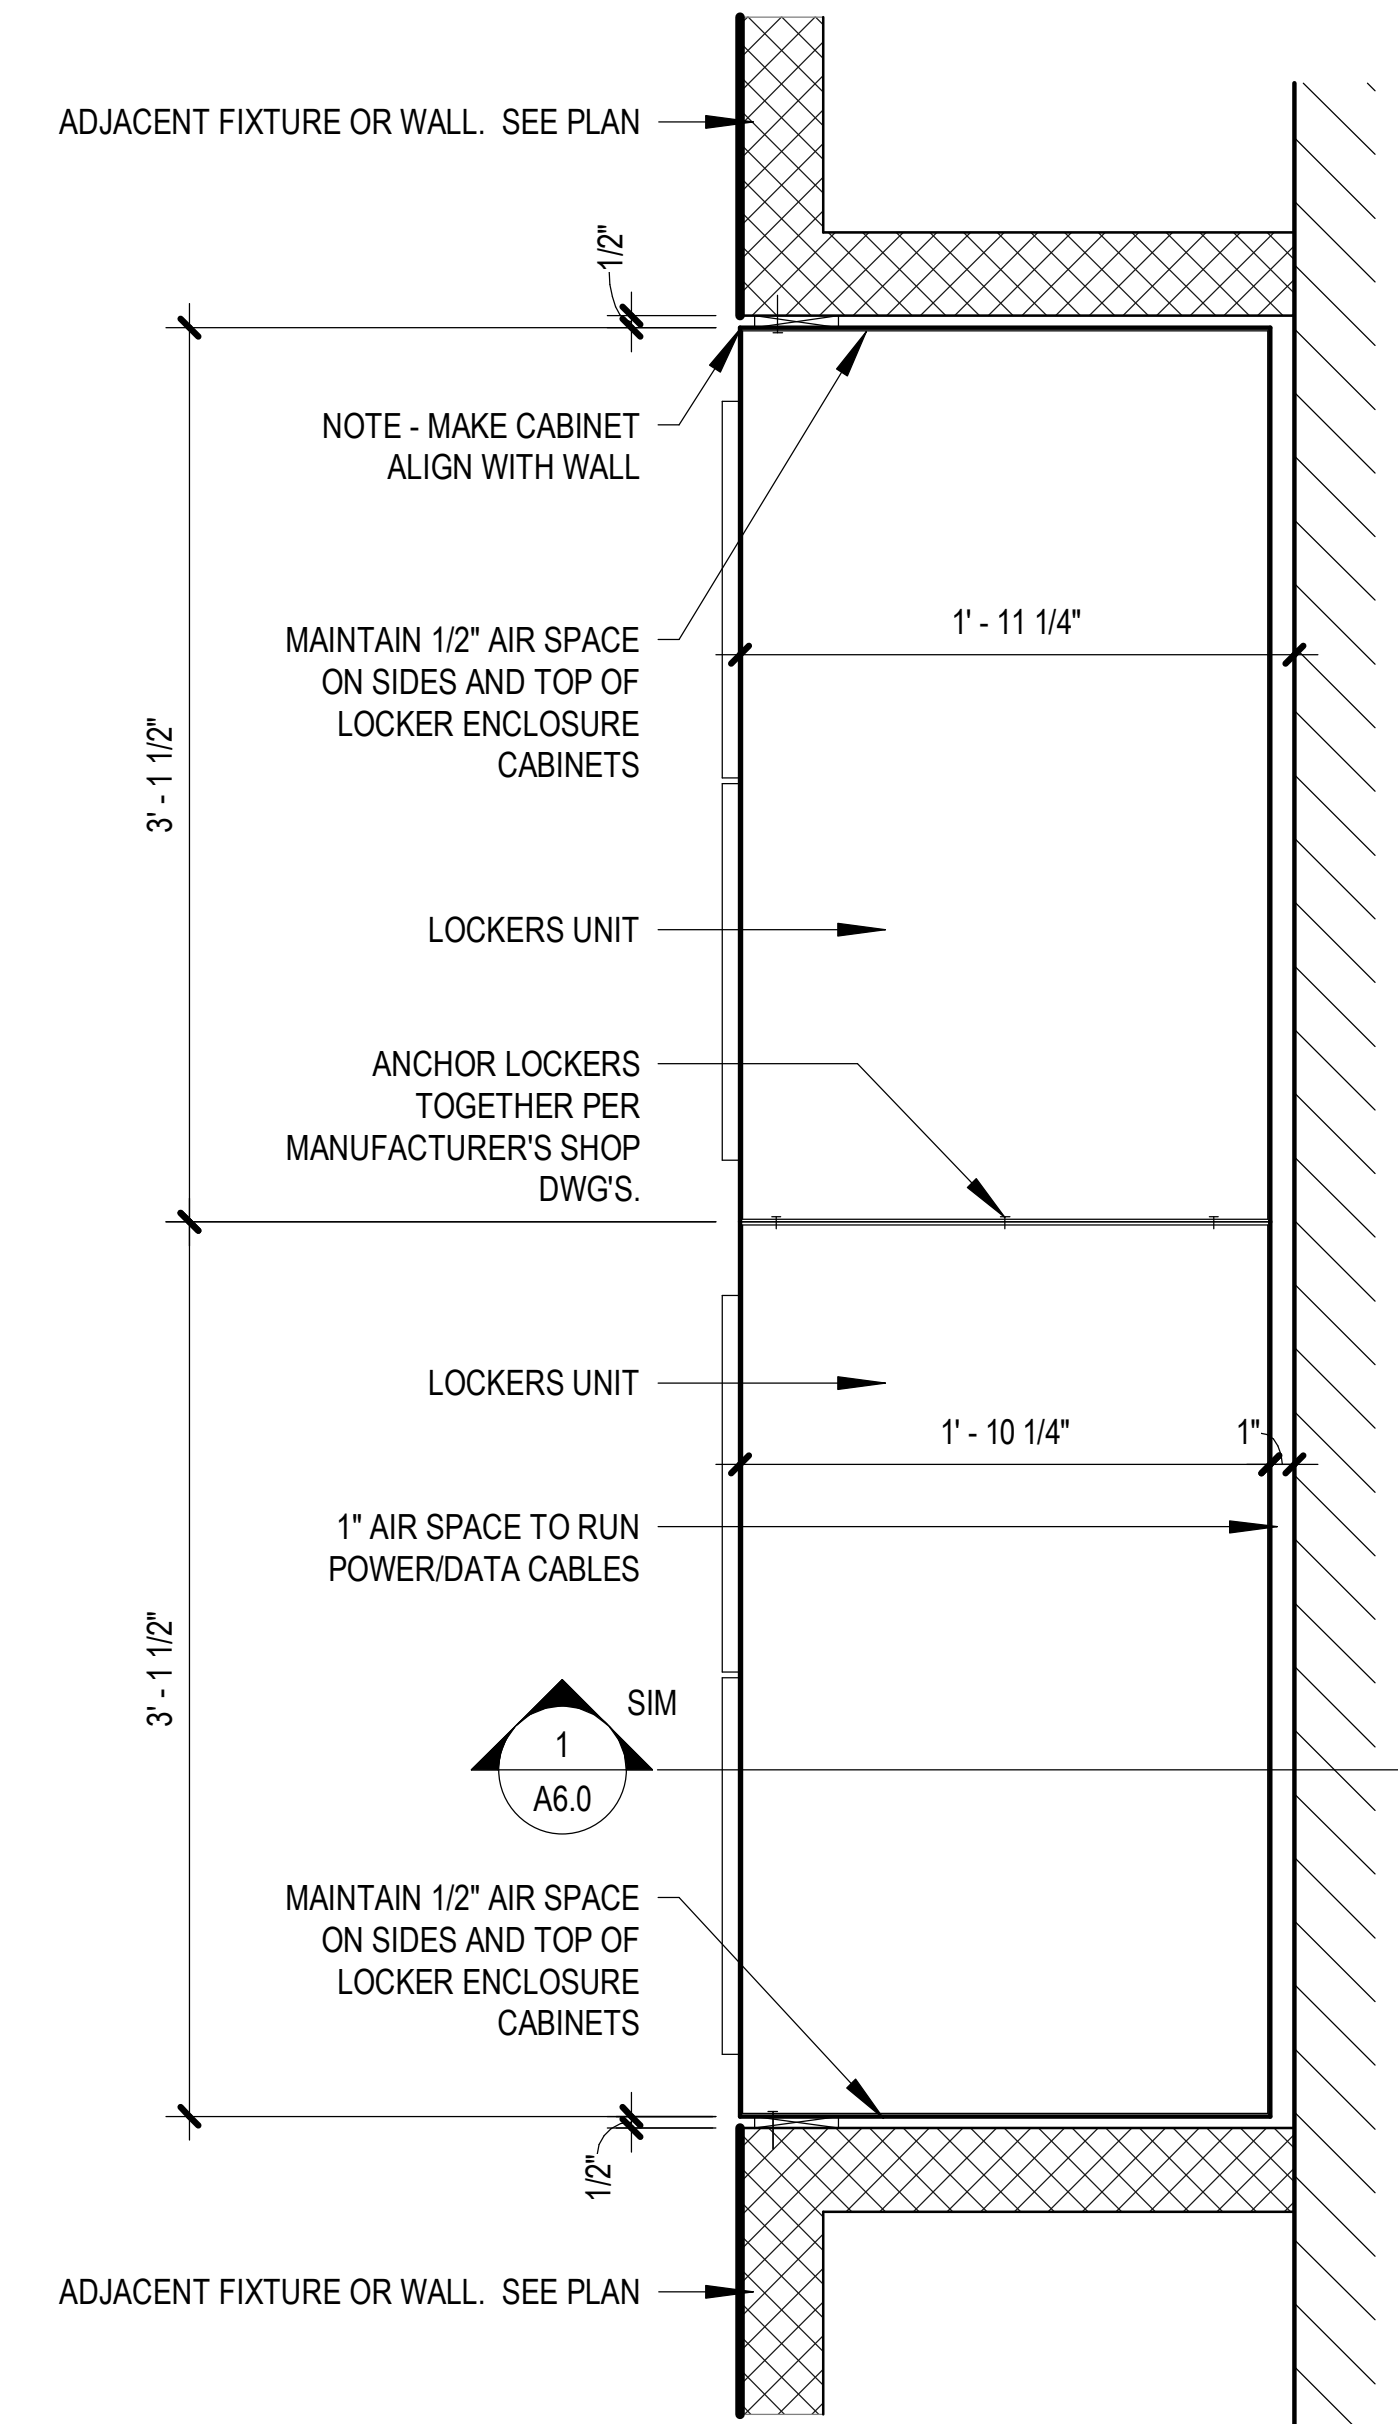 ADJACENT FIXTURE OR WALL.  SEE PLAN
1/2"
NOTE - MAKE CABINET
ALIGN WITH WALL
1' - 11 1/4"
MAINTAIN 1/2" AIR SPACE
ON SIDES AND TOP OF
LOCKER ENCLOSURE
CABINETS
3' - 1 1/2"
LOCKERS UNIT
ANCHOR LOCKERS
TOGETHER PER
MANUFACTURER'S SHOP
DWG'S.
LOCKERS UNIT
1' - 10 1/4"
1"
1" AIR SPACE TO RUN
POWER/DATA CABLES
3' - 1 1/2"
SIM
1
A6.0
MAINTAIN 1/2" AIR SPACE
ON SIDES AND TOP OF
LOCKER ENCLOSURE
CABINETS
1/2"
ADJACENT FIXTURE OR WALL.  SEE PLAN